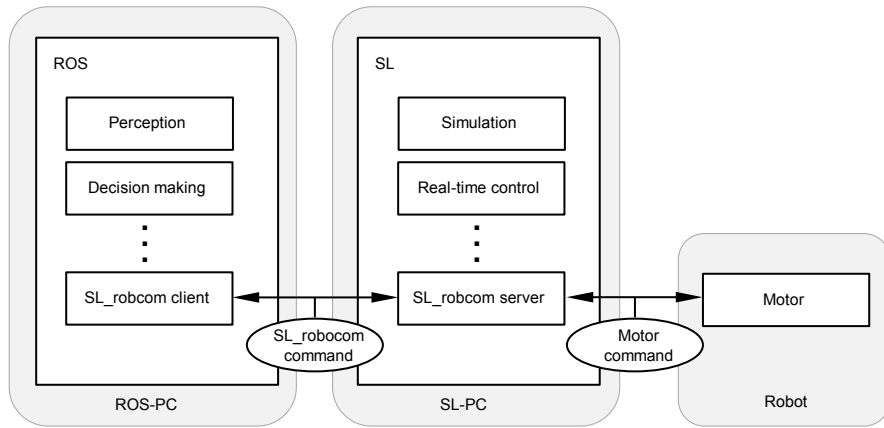 ROS
Perception
Decision making
SL_robcom client
ROS-PC
SL_robocom
command
SL
Simulation
Real-time control
SL_robcom server
SL-PC
Motor
command
Motor
Robot